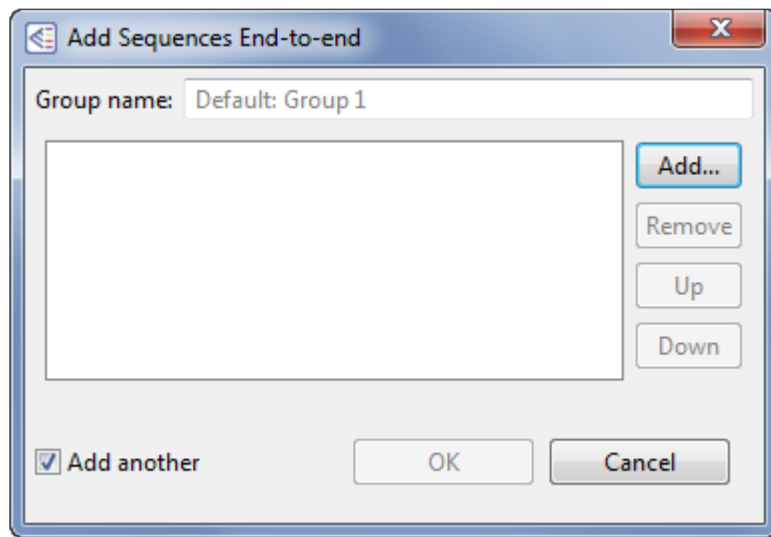 Add Sequences End-to-end
Group name: Default: Group 1
Add...
Remove
Up
Down
Add another OK Cancel